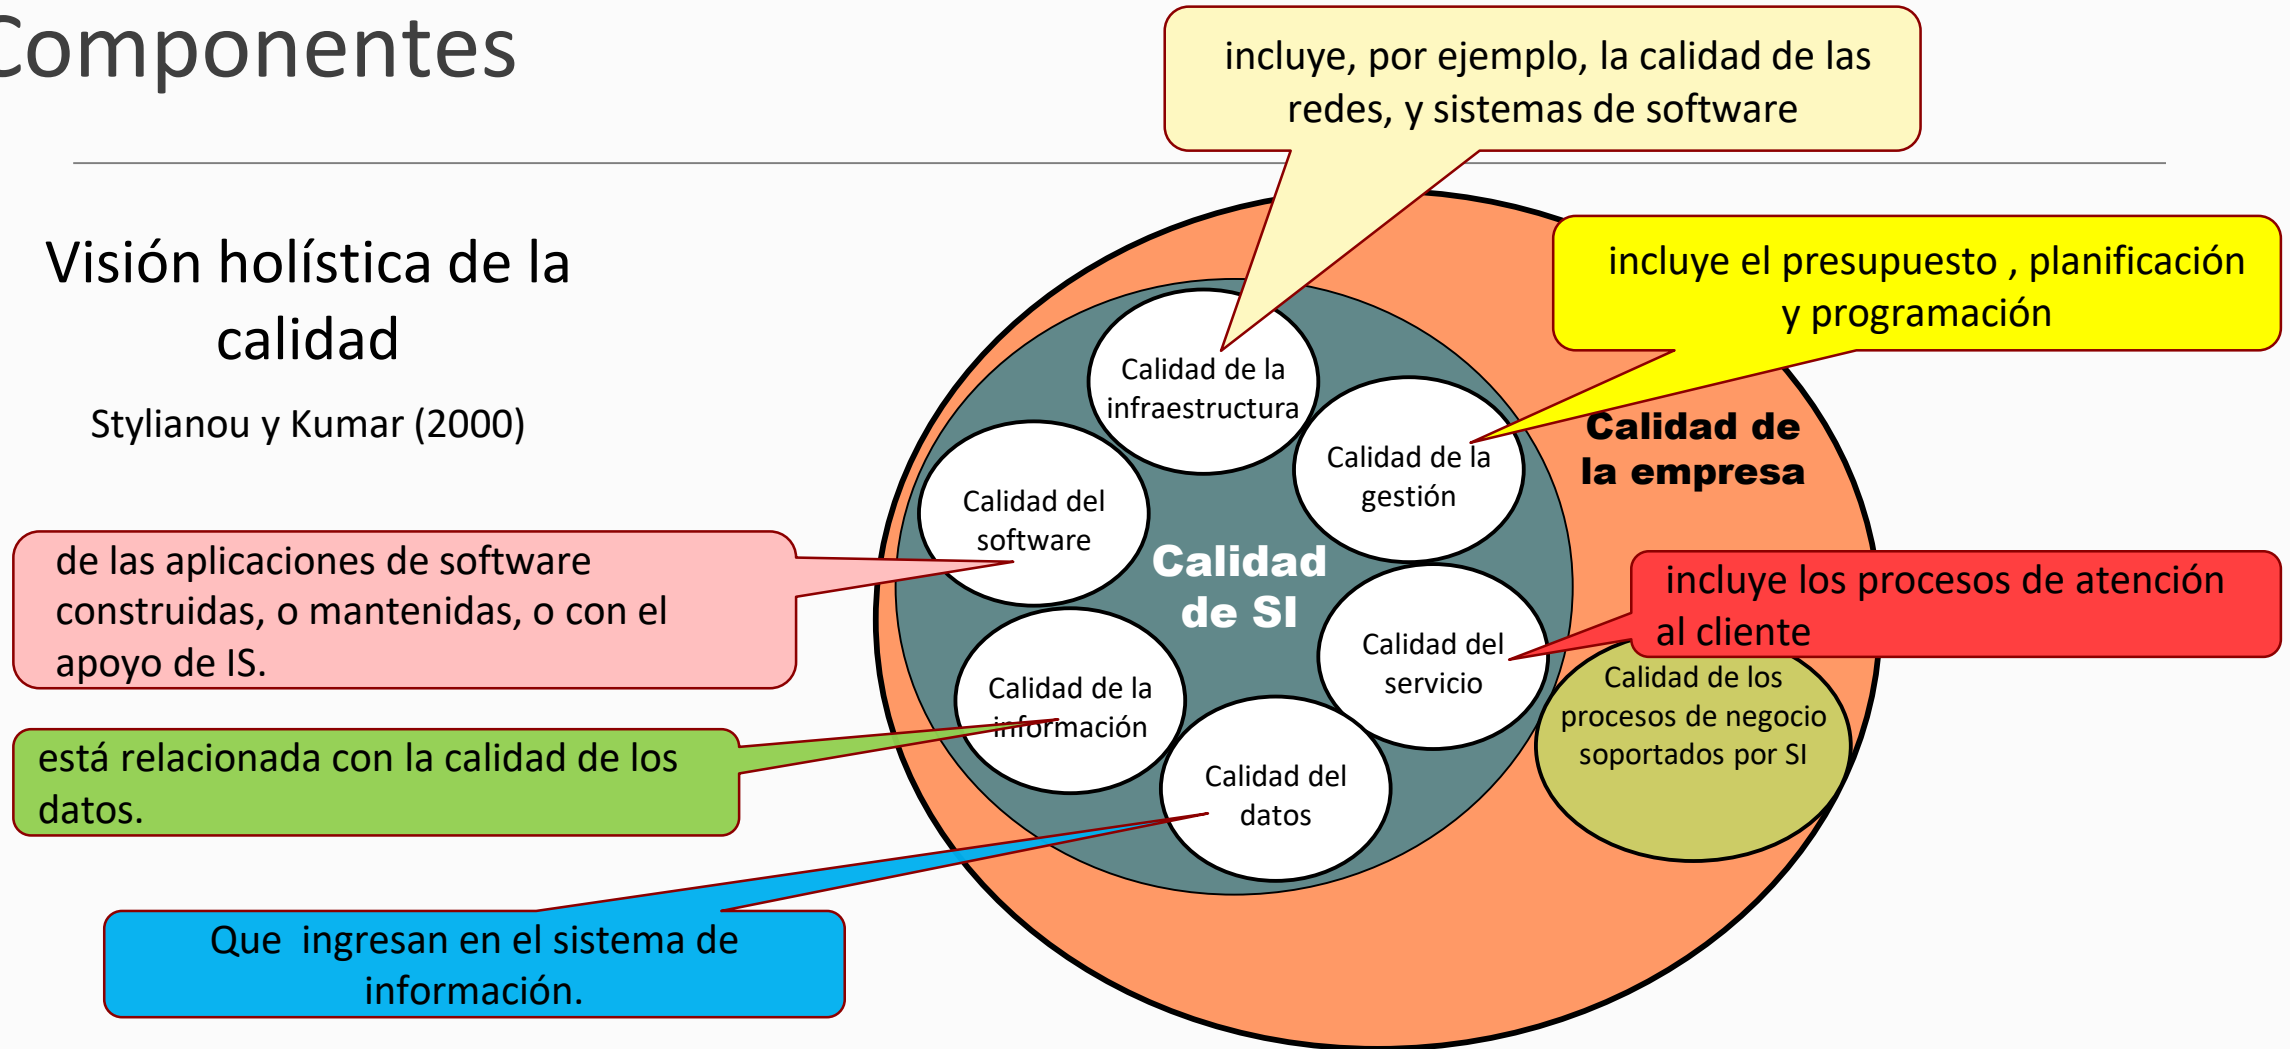 Componentes
incluye, por ejemplo, la calidad de las
redes, y sistemas de software
Visión holística de la
calidad
Stylianou y Kumar (2000)
incluye el presupuesto , planificación
y programación
Calidad de la
infraestructura
Calidad de
la empresa
Calidad de la
gestión
Calidad del
software
Calidad
de SI
de las aplicaciones de software
construidas, o mantenidas, o con el
apoyo de IS.
incluye los procesos de atención
al cliente
Calidad del
servicio
Calidad de los
procesos de negocio
soportados por SI
Calidad de la
información
está relacionada con la calidad de los
datos.
Calidad del
datos
Que ingresan en el sistema de
información.